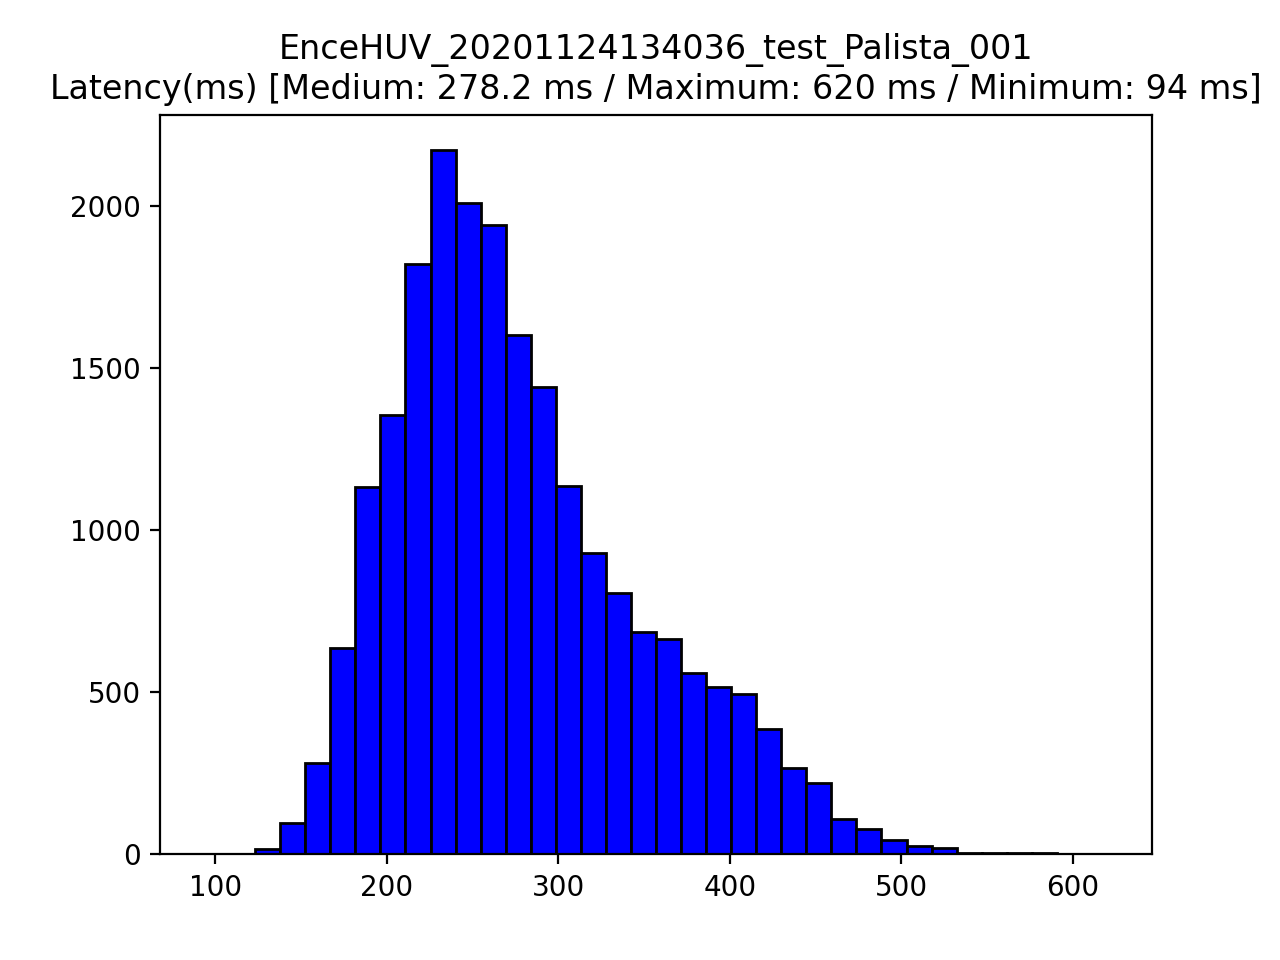 EnceHUV_20201124134036_test_Palista_001
Latency(ms) [Medium: 278.2 ms / Maximum: 620 ms / Minimum: 94 ms]
2000
1500
1000
500
0
100 200 300 400 500 600